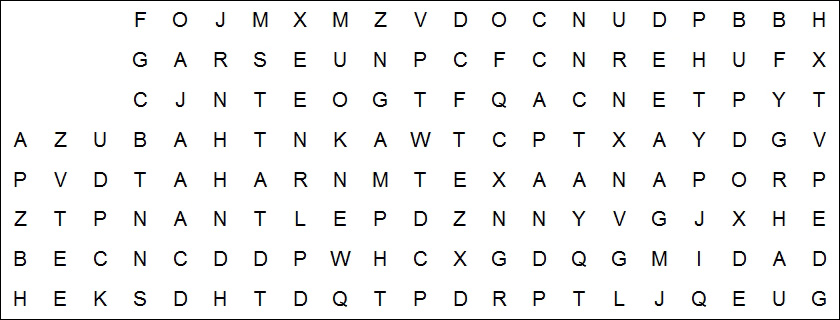 F O J M X M Z V D O C N U D P B B H
G A R S E U N P C F C N R E H U F X
C J N T E O G T F Q A C N E T P Y T
A Z U B A H T N K A W T C P T X A Y D G V
P V D T A H A R N M T E X A A N A P O R P
Z T P N A N T L E P D Z N N Y V G J X H E
B E C N C D D P W H C X G D Q G M I D A D
H E K S D H T D Q T P D R P T L J Q E U G